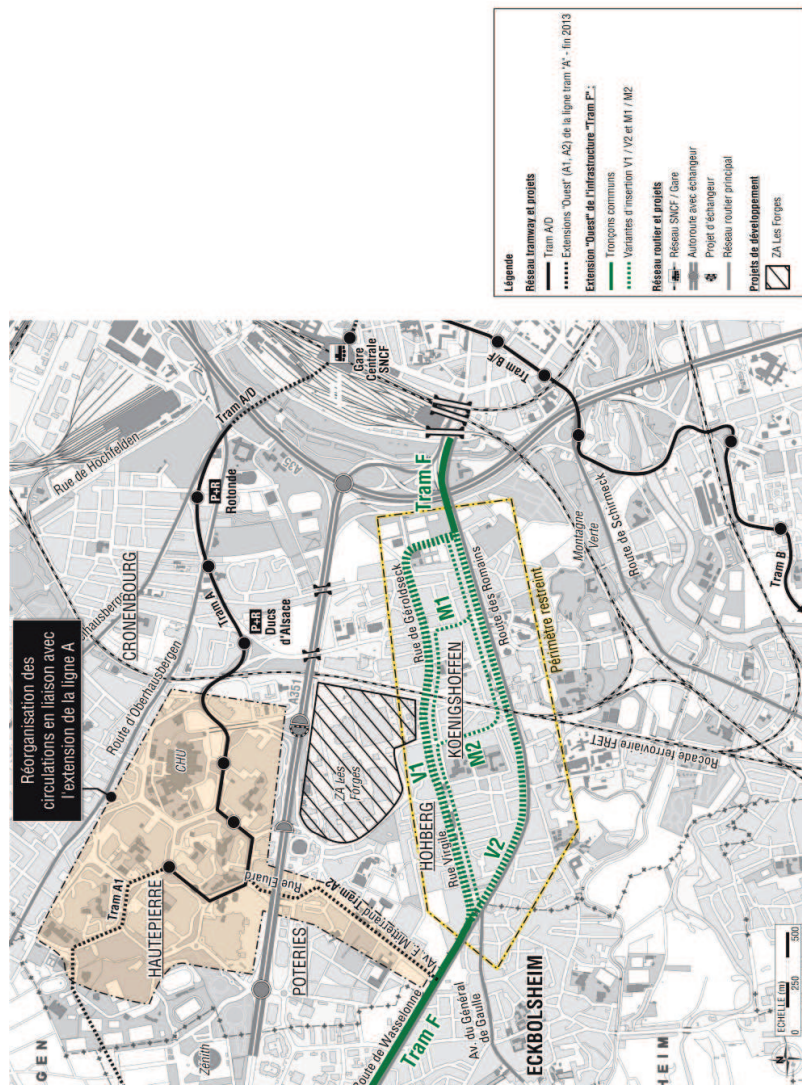 Réorganisation des
circulations en liaison avec
l'extension de la ligne A
GEN
Tram A1
HAUTEPIERRE
Zénith
POTERIES
Rue Eluard
Av. F. Mitterrand
Tram A2
CHU
Route d'Oberhausbergen
CRONENBOURG
Tram A
P+R
Ducs
d'Alsace
P+R
Rotonde
Rue de Hochfelden
Tram A/D
Gare
Centrale
SNCF
A35
A351
ZA Les
Forges
HOHBERG
Rue Virgile
V1
V2
KOENIGSHOFFEN
M1
M2
Rue de Géroldseck
Route des Romains
Tram F
Périmètre restreint
Rocade ferroviaire FRET
Montagne
Verte
Route de Schirmeck
Tram B/F
Tram B
Route de Wasselonne
Tram F
Av. du Général
de Gaulle
ECKBOLSHEIM
HEIM
N
ECHELLE (m)
0 250 500
Légende
Réseau tramway et projets
Tram A/D
Extensions "Ouest" (A1, A2) de la ligne tram "A" - fin 2013
Extension "Ouest" de l'infrastructure "Tram F" :
Tronçons communs
Variantes d'insertion V1 / V2 et M1 / M2
Réseau routier et projets
Réseau SNCF / Gare
Autoroute avec échangeur
Projet d'échangeur
Réseau routier principal
Projets de développement
ZA Les Forges